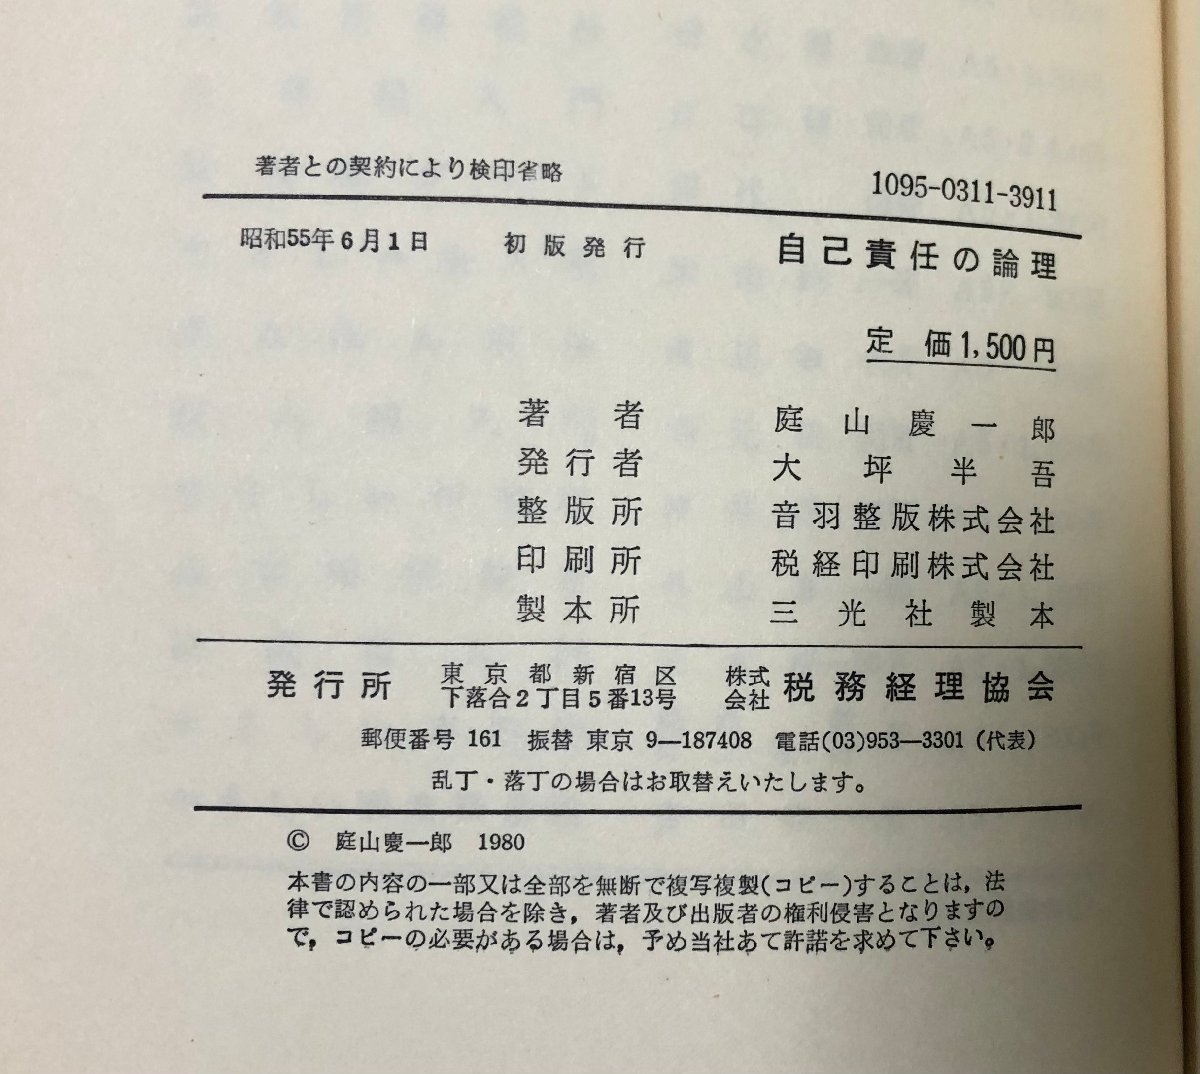 著者との契約により検印省略
1095-0311-3911
昭和55年6月1日 初版発行
自己責任の論理
定価1,500円
著者 庭山慶一郎
発行者 大坪半吾
整版所 音羽整版株式会社
印刷所 税経印刷株式会社
製本所 三光社製本
発行所 東京都新宿区 下落合2丁目5番13号 株式会社 税務経理協会
郵便番号 161 振替 東京 9—187408 電話(03)953—3301 (代表)
乱丁・落丁の場合はお取替えいたします。
© 庭山慶一郎 1980
本書の内容の一部又は全部を無断で複写複製(コピー)することは,法
律で認められた場合を除き,著者及び出版者の権利侵害となりますの
で,コピーの必要がある場合は,予め当社あて許諾を求めて下さい。